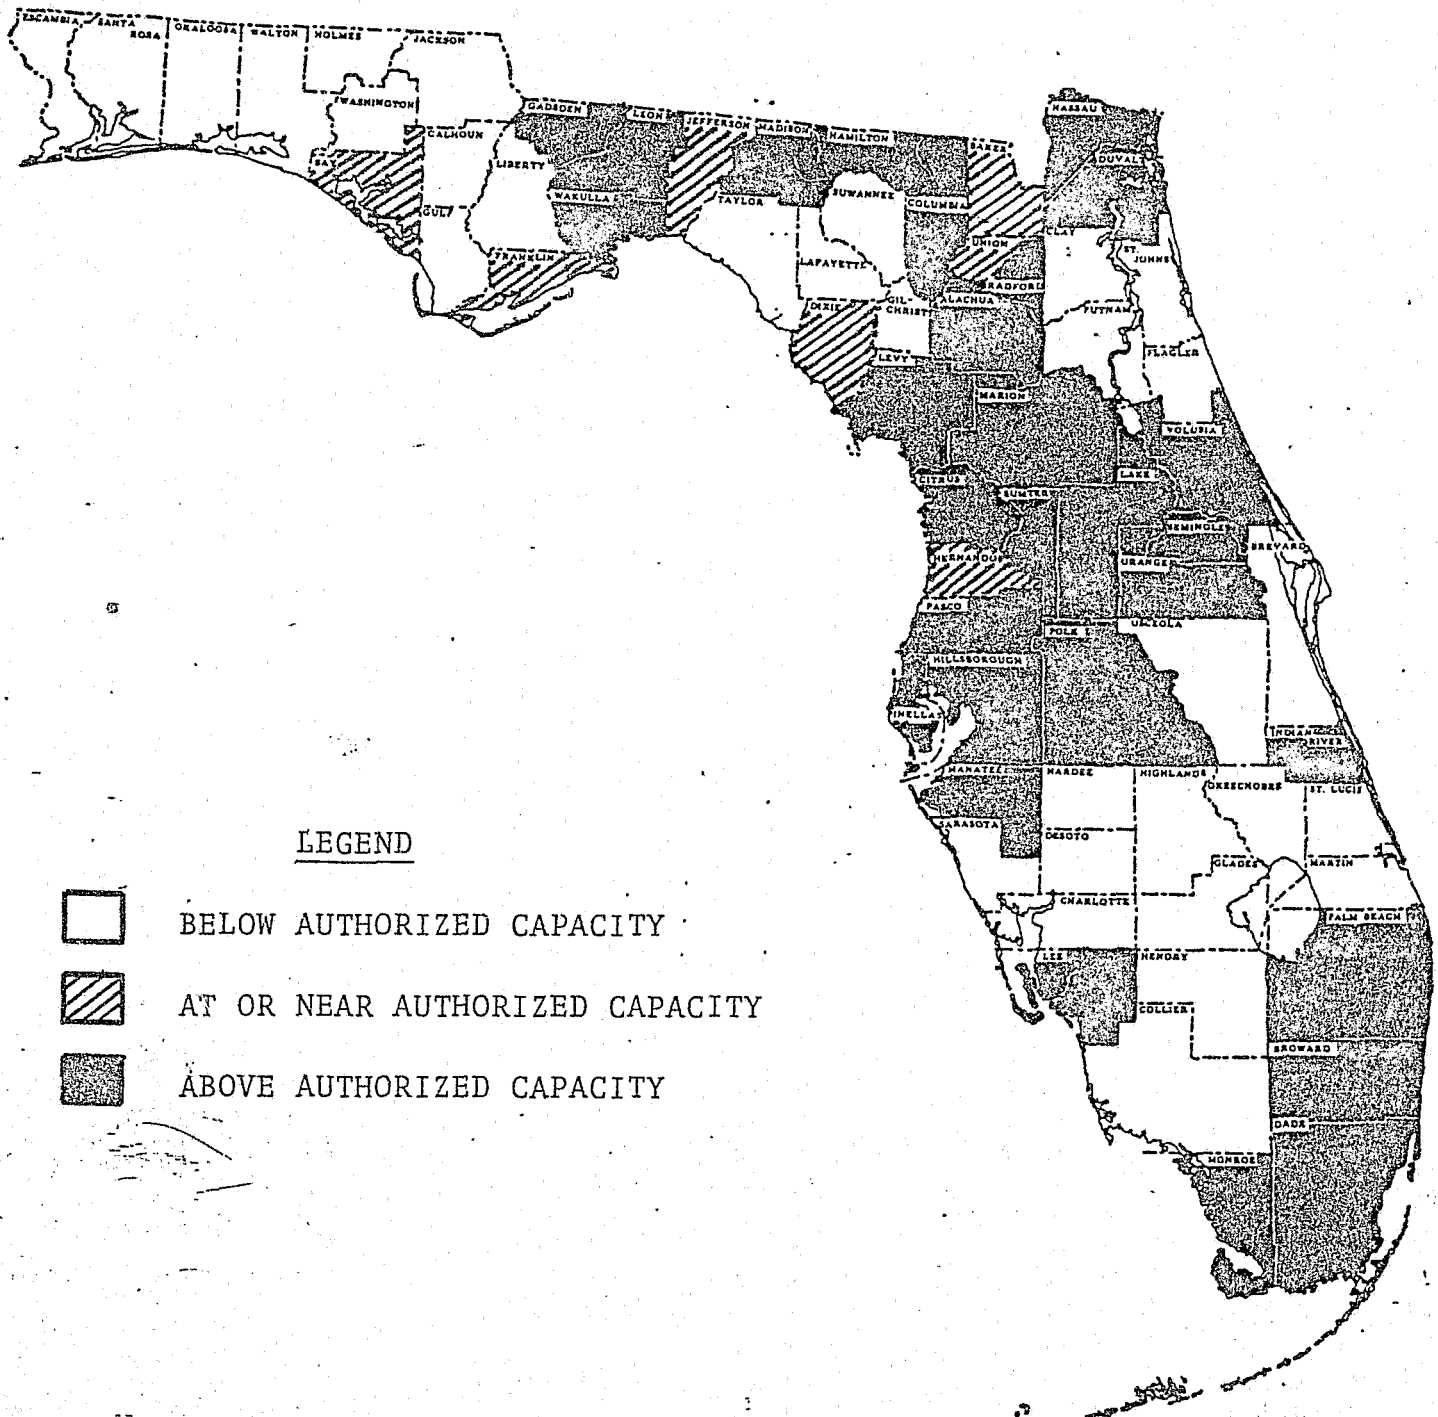 ESCAMBIA
SANTA
ROSA
OKALOOSA
WALTON
HOLMES
JACKSON
WASHINGTON
BAY
CALHOUN
GULF
LIBERTY
GADSDEN
LEON
WAKULLA
FRANKLIN
JEFFERSON
MADISON
HAMILTON
TAYLOR
SUWANNEE
LAFAYETTE
DIXIE
GIL-
CHRIST
COLUMBIA
BAKER
UNION
RADFORD
ALACHUA
LEVY
NASSAU
DUVAL
CLAY
ST.
JOHNS
PUTNAM
FLAGLER
MARION
VOLUSIA
CITRUS
SUMTER
LAKE
SEMINOLE
HERNANDO
ORANGE
BREVARD
PASCO
POLK
OSCEOLA
HILLSBOROUGH
INELLAS
INDIAN
RIVER
MANATEE
HARDEE
HIGHLANDS
OKEECHOBEE
ST. LUCIE
SARASOTA
DESOTO
GLADES
MARTIN
CHARLOTTE
PALM BEACH
LEE
HENDRY
COLLIER
BROWARD
DADE
MONROE
LEGEND
BELOW AUTHORIZED CAPACITY
AT OR NEAR AUTHORIZED CAPACITY
ABOVE AUTHORIZED CAPACITY